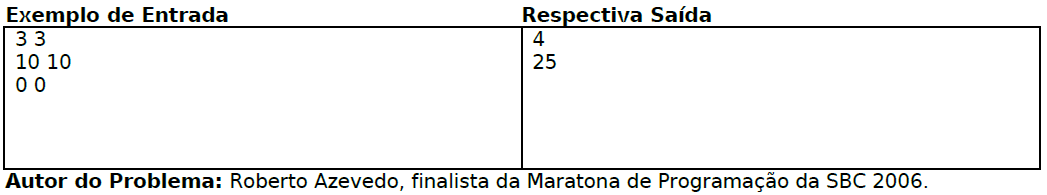 Exemplo de Entrada Respectiva Saída
3 3 4
10 10 25
0 0
Autor do Problema: Roberto Azevedo, finalista da Maratona de Programação da SBC 2006.